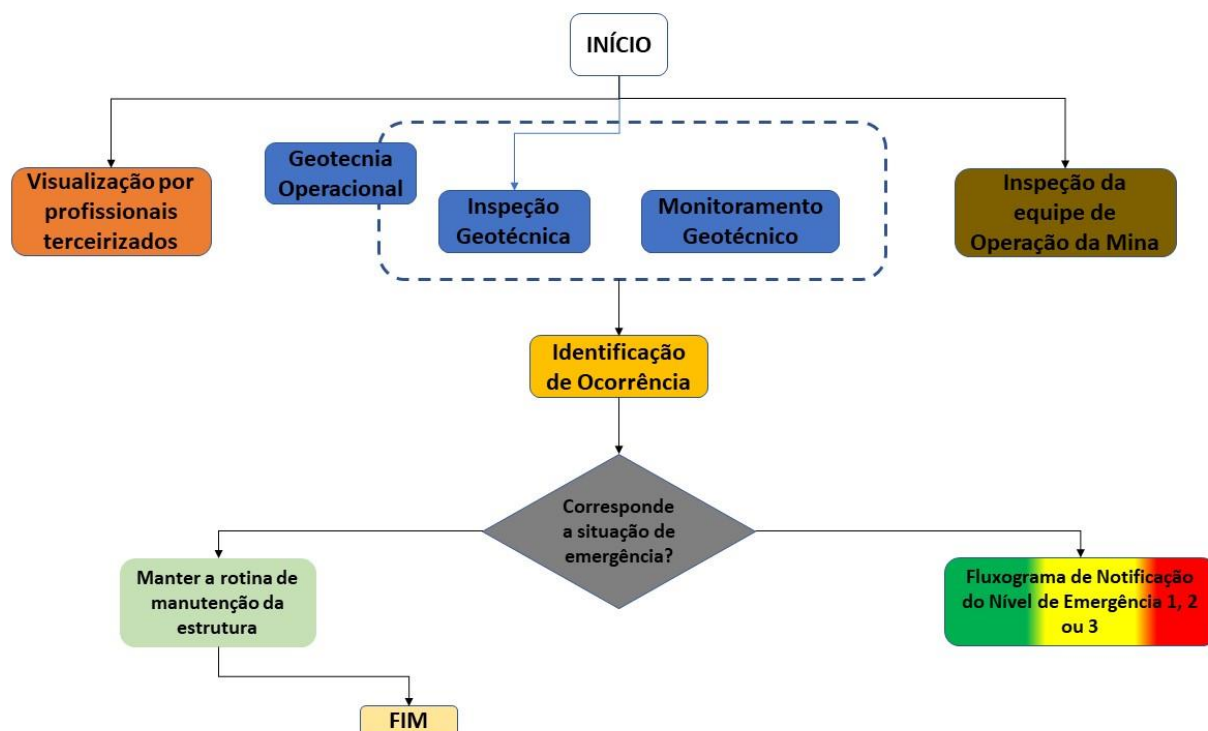 INÍCIO
Visualização por
profissionais
terceirizados
Geotecnia
Operacional
Inspeção
Geotécnica
Monitoramento
Geotécnico
Inspeção da
equipe de
Operação da Mina
Identificação
de Ocorrência
Corresponde
a situação de
emergência?
Manter a rotina de
manutenção da
estrutura
Fluxograma de Notificação
do Nível de Emergência 1, 2
ou 3
FIM